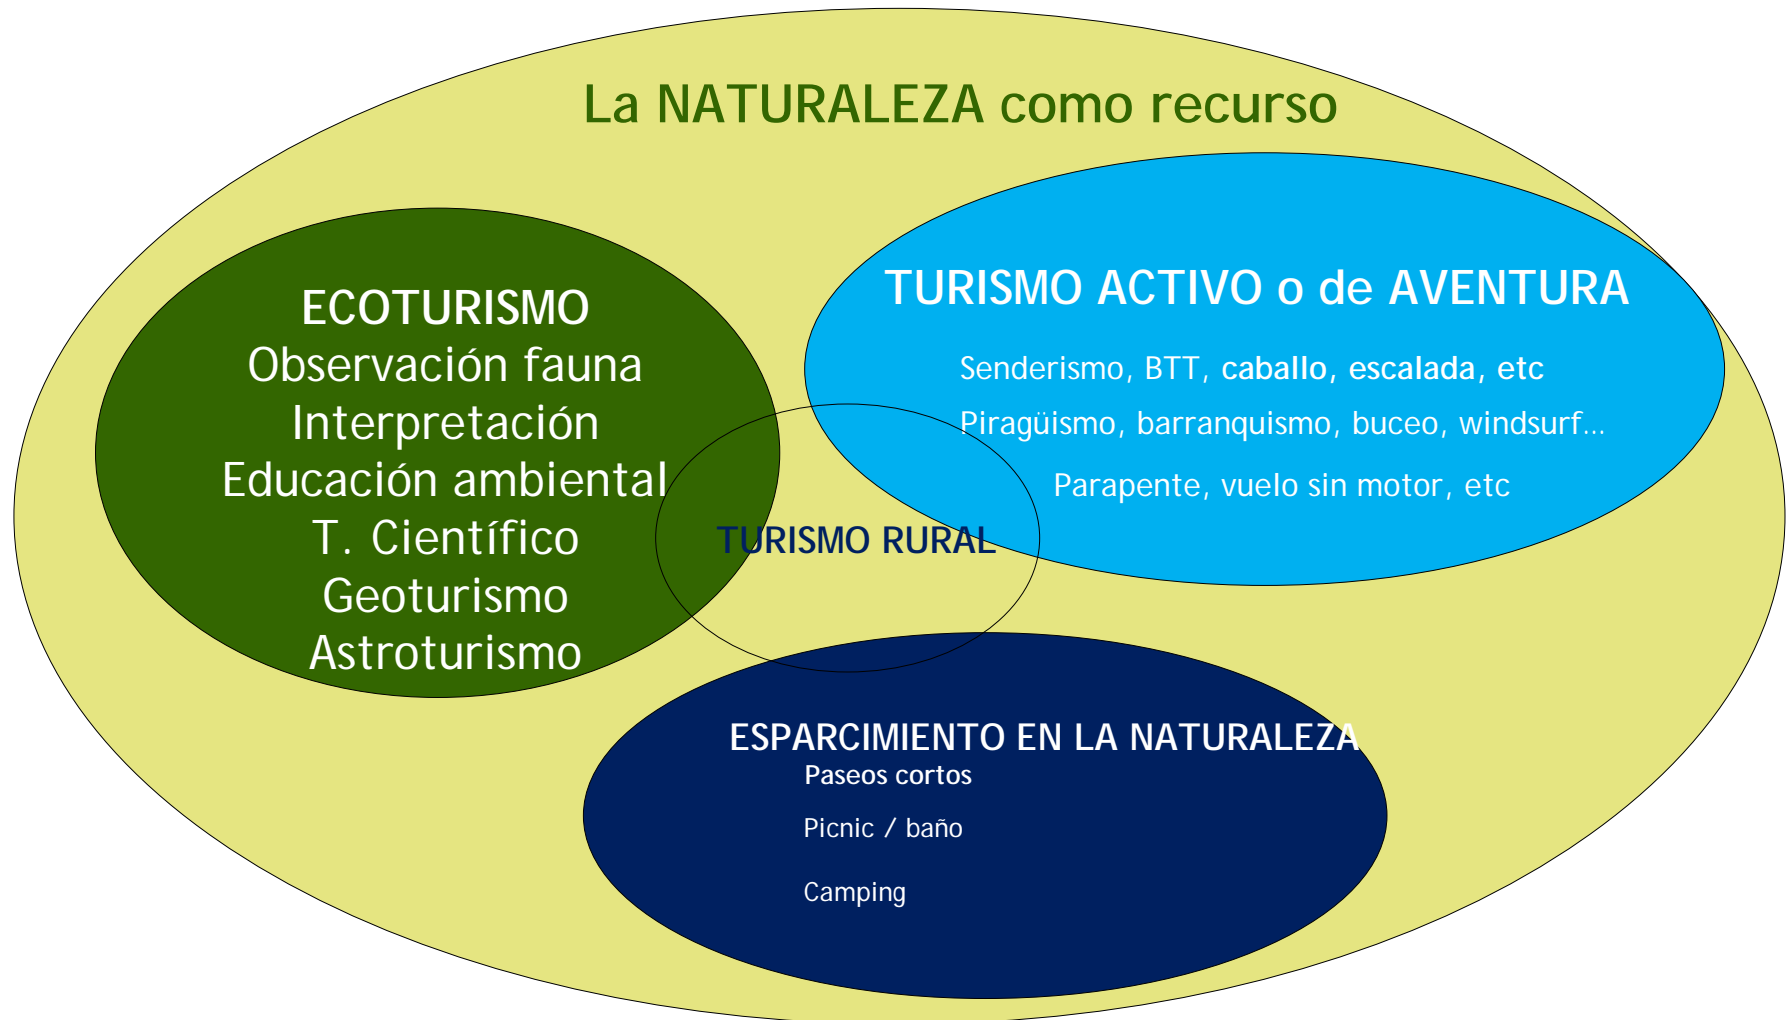 La NATURALEZA como recurso
ECOTURISMO
Observación fauna
Interpretación
Educación ambiental
T. Científico
Geoturismo
Astroturismo
TURISMO ACTIVO o de AVENTURA
Senderismo, BTT, caballo, escalada, etc
Piragüismo, barranquismo, buceo, windsurf...
Parapente, vuelo sin motor, etc
TURISMO RURAL
ESPARCIMIENTO EN LA NATURALEZA
Paseos cortos
Picnic / baño
Camping